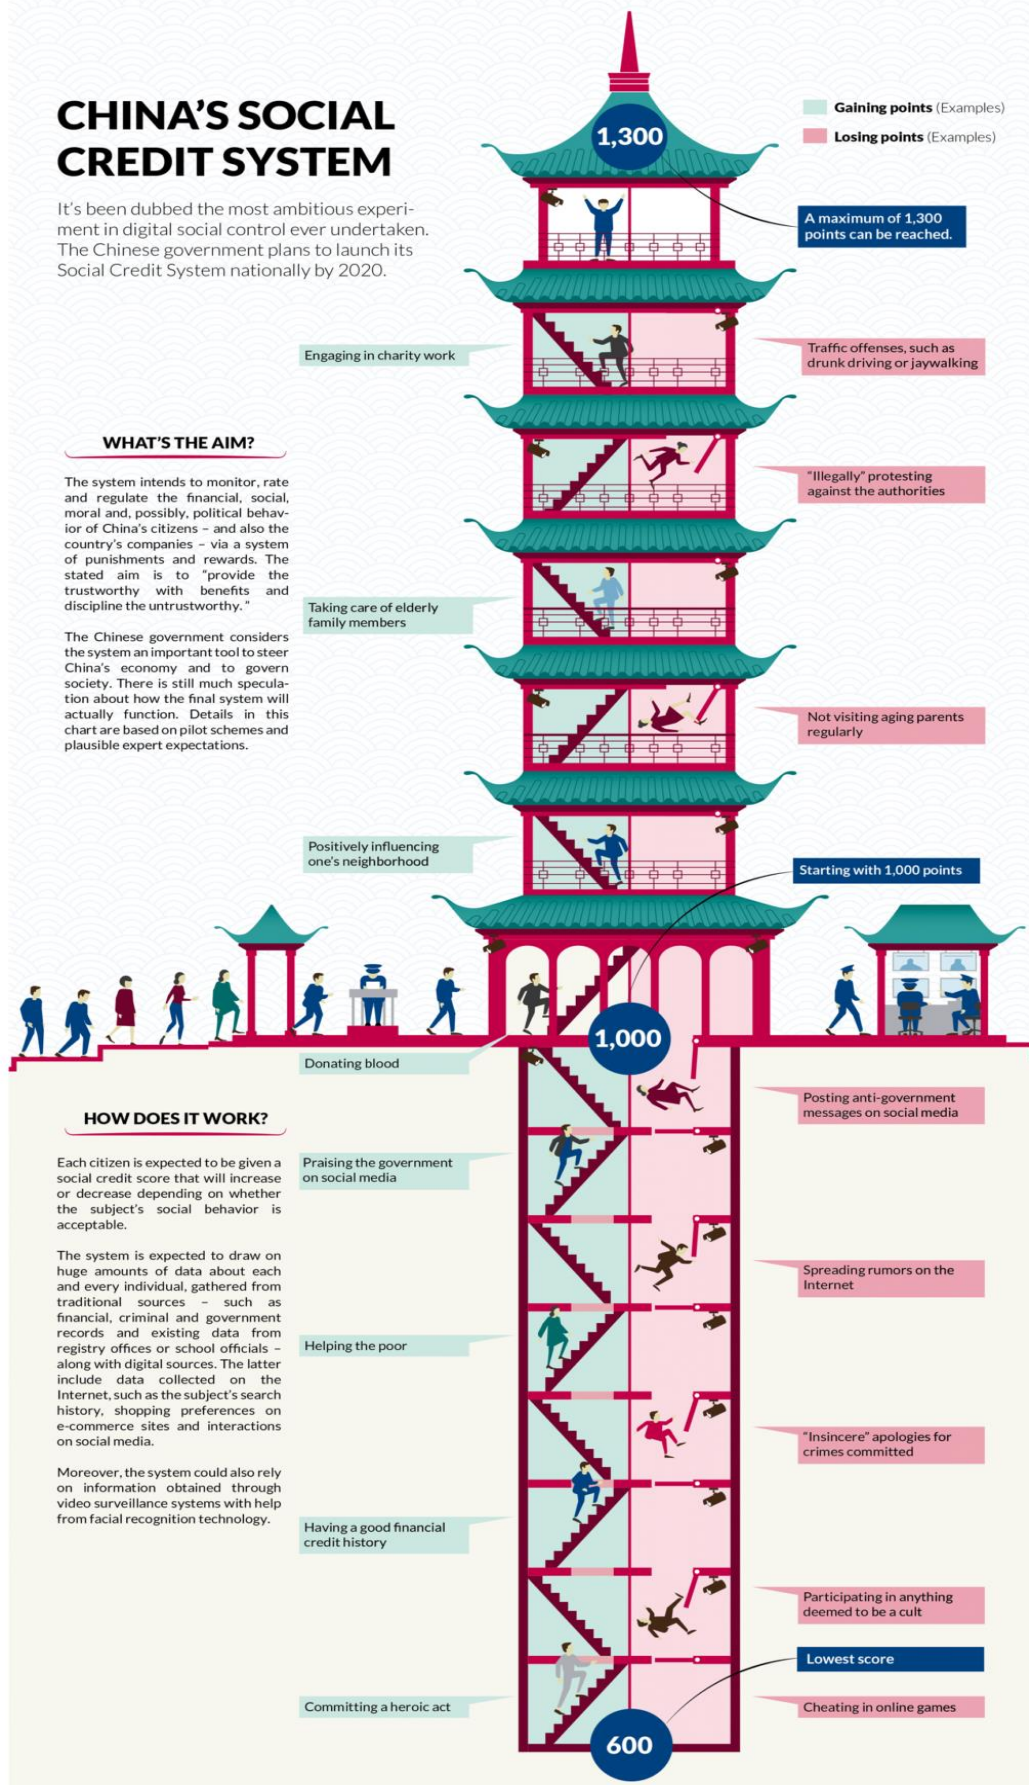 CHINA'S SOCIAL
CREDIT SYSTEM
It's been dubbed the most ambitious experi-
ment in digital social control ever undertaken.
The Chinese government plans to launch its
Social Credit System nationally by 2020.
Gaining points (Examples)
Losing points (Examples)
1,300
A maximum of 1,300
points can be reached.
Engaging in charity work
Traffic offenses, such as
drunk driving or jaywalking
WHAT'S THE AIM?
The system intends to monitor, rate
and regulate the financial, social,
moral and, possibly, political behav-
ior of China's citizens – and also the
country's companies – via a system
of punishments and rewards. The
stated aim is to "provide the
trustworthy with benefits and
discipline the untrustworthy."
The Chinese government considers
the system an important tool to steer
China's economy and to govern
society. There is still much specula-
tion about how the final system will
actually function. Details in this
chart are based on pilot schemes and
plausible expert expectations.
"Illegally" protesting
against the authorities
Taking care of elderly
family members
Not visiting aging parents
regularly
Positively influencing
one's neighborhood
Starting with 1,000 points
1,000
Donating blood
Posting anti-government
messages on social media
HOW DOES IT WORK?
Each citizen is expected to be given a
social credit score that will increase
or decrease depending on whether
the subject's social behavior is
acceptable.
The system is expected to draw on
huge amounts of data about each
and every individual, gathered from
traditional sources – such as
financial, criminal and government
records and existing data from
registry offices or school officials –
along with digital sources. The latter
include data collected on the
Internet, such as the subject's search
history, shopping preferences on
e-commerce sites and interactions
on social media.
Moreover, the system could also rely
on information obtained through
video surveillance systems with help
from facial recognition technology.
Praising the government
on social media
Spreading rumors on the
Internet
Helping the poor
"Insincere" apologies for
crimes committed
Having a good financial
credit history
Participating in anything
deemed to be a cult
Lowest score
Committing a heroic act
Cheating in online games
600